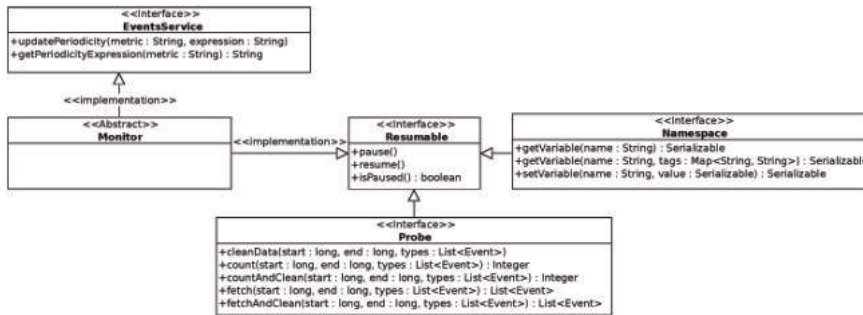 <<Interface>>
EventsService
+updatePeriodicity(metric : String, expression : String)
+getPeriodicityExpression(metric : String) : String
<<implementation>>
<<Abstract>>
Monitor
<<implementation>>
<<Interface>>
Resumable
+pause()
+resume()
+isPaused() : boolean
<<Interface>>
Namespace
+getVariable(name : String) : Serializable
+getVariable(name : String, tags : Map<String, String>) : Serializable
+setVariable(name : String, value : Serializable) : Serializable
<<Interface>>
Probe
+cleanData(start : long, end : long, types : List<Event>)
+count(start : long, end : long, types : List<Event>) : Integer
+countAndClean(start : long, end : long, types : List<Event>) : Integer
+fetch(start : long, end : long, types : List<Event>) : List<Event>
+fetchAndClean(start : long, end : long, types : List<Event>) : List<Event>